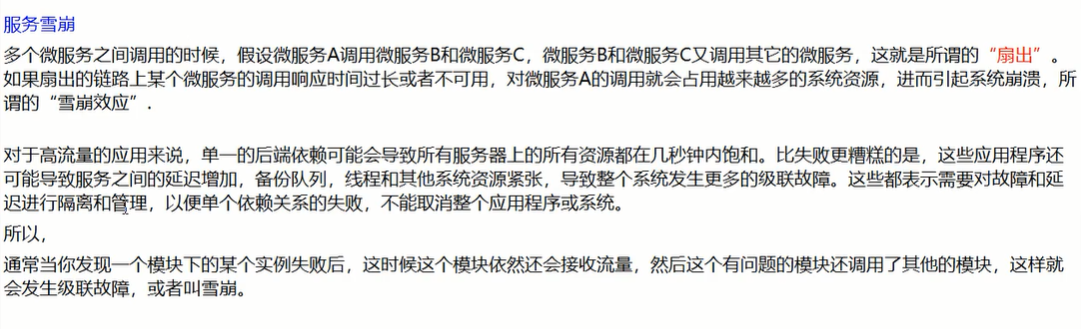 服务雪崩
多个微服务之间调用的时候，假设微服务A调用微服务B和微服务C，微服务B和微服务C又调用其它的微服务，这就是所谓的“扇出”。
如果扇出的链路上某个微服务的调用响应时间过长或者不可用，对微服务A的调用就会占用越来越多的系统资源，进而引起系统崩溃，所
谓的“雪崩效应”.
对于高流量的应用来说，单一的后端依赖可能会导致所有服务器上的所有资源都在几秒钟内饱和。比失败更糟糕的是，这些应用程序还
可能导致服务之间的延迟增加，备份队列，线程和其他系统资源紧张，导致整个系统发生更多的级联故障。这些都表示需要对故障和延
迟进行隔离和管理，以便单个依赖关系的失败，不能取消整个应用程序或系统。
所以，
通常当你发现一个模块下的某个实例失败后，这时候这个模块依然还会接收流量，然后这个有问题的模块还调用了其他的模块，这样就
会发生级联故障，或者叫雪崩。